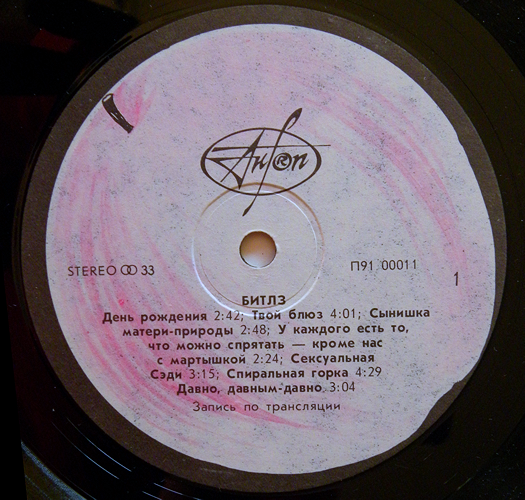 Antrop
STEREO 33
П91 00011
1
БИТЛЗ
День рождения 2:42; Твой блюз 4:01; Сынишка
матери-природы 2:48; У каждого есть то,
что можно спрятать — кроме нас
с мартышкой 2:24; Сексуальная
Сэди 3:15; Спиральная горка 4:29
Давно, давным-давно 3:04
Запись по трансляции